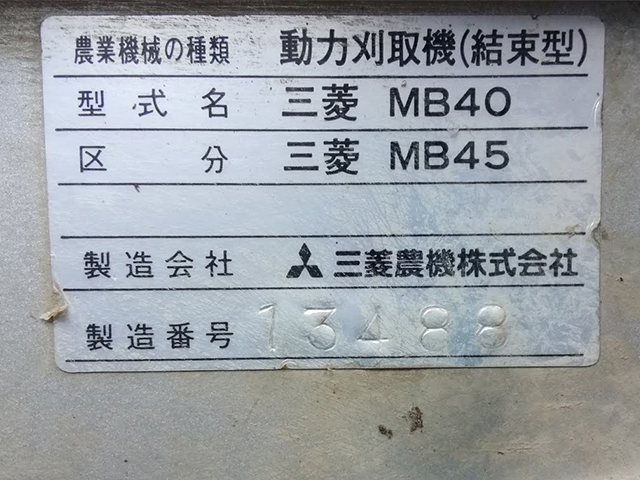 農業機械の種類 動力刈取機(結束型)
型式名 三菱 MB40
区分 三菱 MB45
製造会社 三菱農機株式会社
製造番号 13488